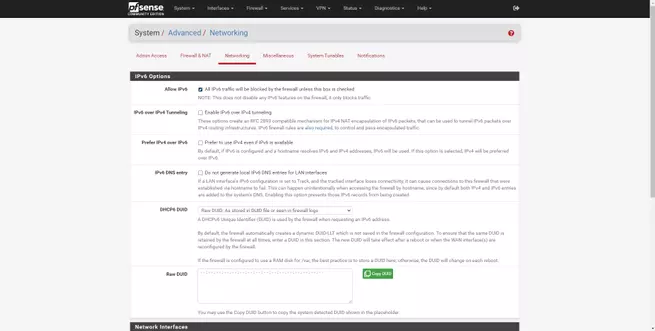 pfsense
COMMUNITY EDITION
System
Interfaces
Firewall
Services
VPN
Status
Diagnostics
Help
System / Advanced / Networking
Admin Access
Firewall & NAT
Networking
Miscellaneous
System Tunables
Notifications
IPv6 Options
Allow IPv6
All IPv6 traffic will be blocked by the firewall unless this box is checked
NOTE: This does not disable any IPv6 features on the firewall, it only blocks traffic.
IPv6 over IPv4 Tunneling
Enable IPv6 over IPv4 tunneling
These options create an RFC 2893 compatible mechanism for IPv4 NAT encapsulation of IPv6 packets, that can be used to tunnel IPv6 packets over
IPv4 routing infrastructures. IPv6 firewall rules are also required, to control and pass encapsulated traffic.
Prefer IPv4 over IPv6
Prefer to use IPv4 even if IPv6 is available
By default, if IPv6 is configured and a hostname resolves IPv6 and IPv4 addresses, IPv6 will be used. If this option is selected, IPv4 will be preferred
over IPv6.
IPv6 DNS entry
Do not generate local IPv6 DNS entries for LAN interfaces
If a LAN interface's IPv6 configuration is set to Track, and the tracked interface loses connectivity, it can cause connections to this firewall that were
established via hostname to fail. This can happen unintentionally when accessing the firewall by hostname, since by default both IPv4 and IPv6 entries
are added to the system's DNS. Enabling this option prevents those IPv6 records from being created.
DHCP6 DUID
Raw DUID: As stored in DUID file or seen in firewall logs
A DHCPv6 Unique Identifier (DUID) is used by the firewall when requesting an IPv6 address.
By default, the firewall automatically creates a dynamic DUID-LLT which is not saved in the firewall configuration. To ensure that the same DUID is
retained by the firewall at all times, enter a DUID in this section. The new DUID will take effect after a reboot or when the WAN interface(s) are
reconfigured by the firewall.
If the firewall is configured to use a RAM disk for /var, the best practice is to store a DUID here; otherwise, the DUID will change on each reboot.
Raw DUID
Copy DUID
You may use the Copy DUID button to copy the system detected DUID shown in the placeholder.
Network Interfaces